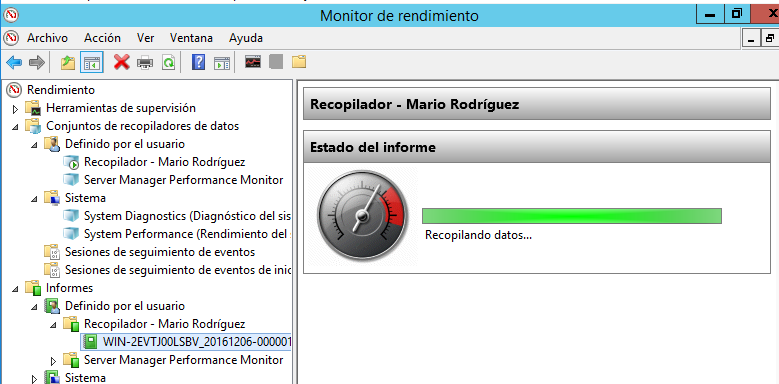 Monitor de rendimiento
Archivo Acción Ver Ventana Ayuda
Rendimiento
Herramientas de supervisión
Conjuntos de recopiladores de datos
Definido por el usuario
Recopilador - Mario Rodríguez
Server Manager Performance Monitor
Sistema
System Diagnostics (Diagnóstico del sis
System Performance (Rendimiento del
Sesiones de seguimiento de eventos
Sesiones de seguimiento de eventos de inic
Informes
Definido por el usuario
Recopilador - Mario Rodríguez
WIN-2EVTJ00LSBV_20161206-000001
Server Manager Performance Monitor
Sistema
Recopilador - Mario Rodríguez
Estado del informe
Recopilando datos...